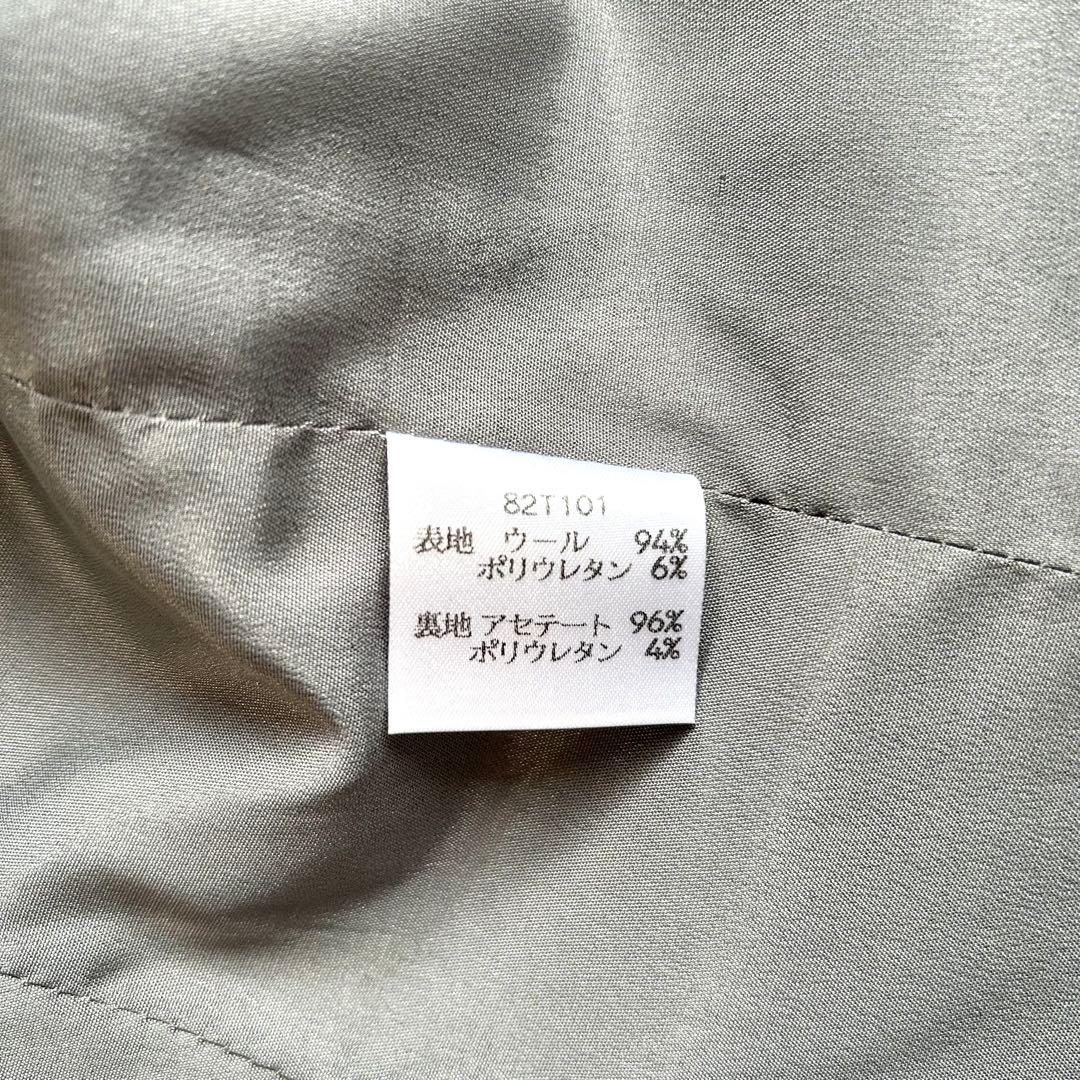 82T101
表地 ウール 94%
ポリウレタン 6%
裏地 アセテート 96%
ポリウレタン 4%